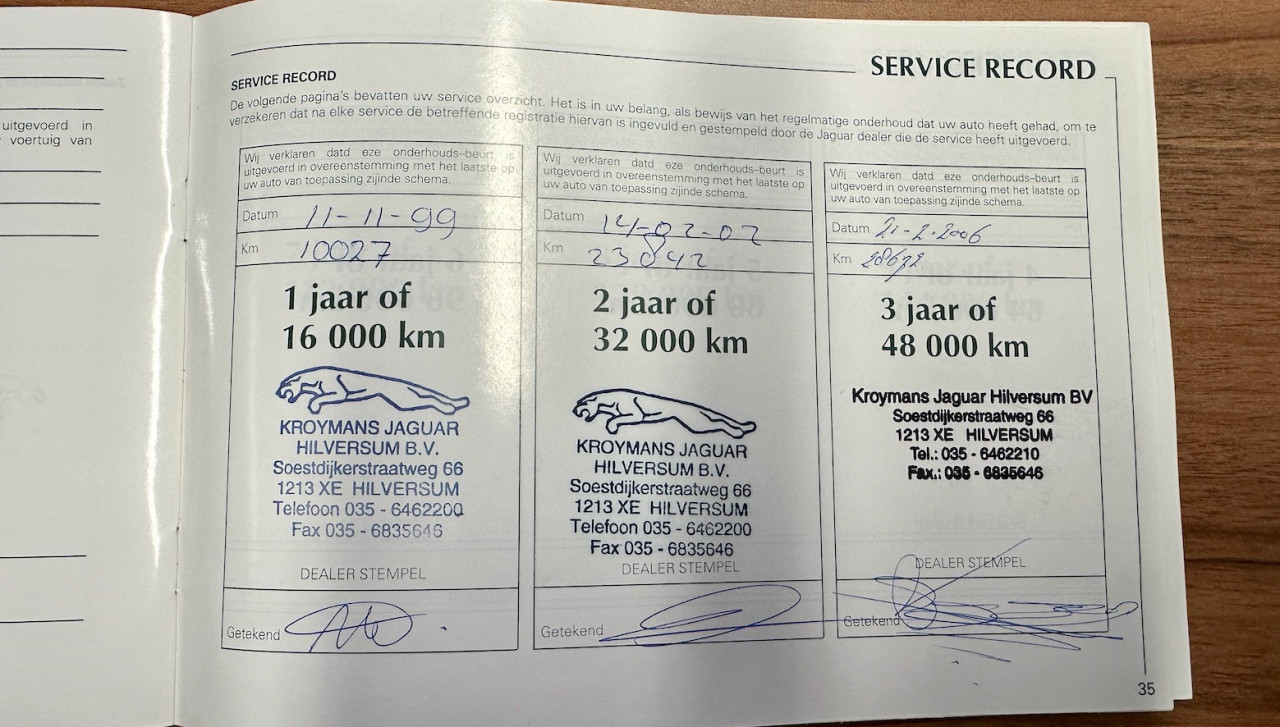 uitgevoerd in
voertuig van
SERVICE RECORD
SERVICE RECORD
De volgende pagina's bevatten uw service overzicht. Het is in uw belang, als bewijs van het regelmatige onderhoud dat uw auto heeft gehad, om te
verzekeren dat na elke service de betreffende registratie hiervan is ingevuld en gestempeld door de Jaguar dealer die de service heeft uitgevoerd.
Wij verklaren datd eze onderhouds-beurt is
uitgevoerd in overeenstemming met het laatste op
uw auto van toepassing zijinde schema.
Datum 11-11-99
Km 10027
1 jaar of
16 000 km
KROYMANS JAGUAR
HILVERSUM B.V.
Soestdijkerstraatweg 66
1213 XE HILVERSUM
Telefoon 035 - 6462200
Fax 035 - 6835646
DEALER STEMPEL
Getekend
Wij verklaren datd eze onderhouds-beurt is
uitgevoerd in overeenstemming met het laatste op
uw auto van toepassing zijinde schema.
Datum 14-02-02
Km 23842
2 jaar of
32 000 km
KROYMANS JAGUAR
HILVERSUM B.V.
Soestdijkerstraatweg 66
1213 XE HILVERSUM
Telefoon 035 - 6462200
Fax 035 - 6835646
DEALER STEMPEL
Getekend
Wij verklaren datd eze onderhouds-beurt is
uitgevoerd in overeenstemming met het laatste op
uw auto van toepassing zijinde schema.
Datum 21-2-2006
Km
3 jaar of
48 000 km
Kroymans Jaguar Hilversum BV
Soestdijkerstraatweg 66
1213 XE HILVERSUM
Tel.: 035 - 6462210
Fax.: 035 - 6835646
DEALER STEMPEL
Getekend
35